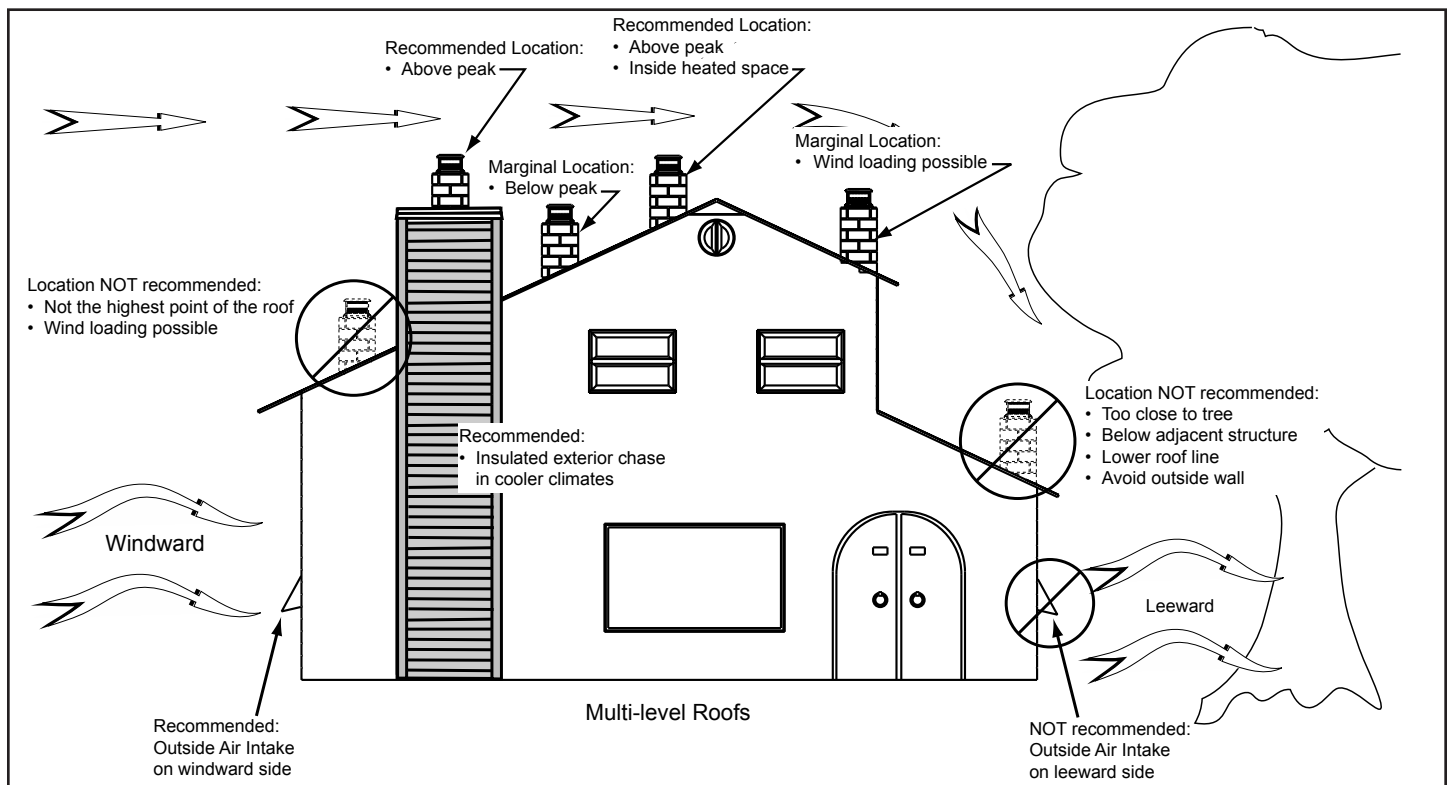 Recommended Location:
• Above peak
Recommended Location:
• Above peak
• Inside heated space
Marginal Location:
• Below peak
Marginal Location:
• Wind loading possible
Location NOT recommended:
• Not the highest point of the roof
• Wind loading possible
Recommended:
• Insulated exterior chase
in cooler climates
Location NOT recommended:
• Too close to tree
• Below adjacent structure
• Lower roof line
• Avoid outside wall
Windward
Leeward
Recommended:
Outside Air Intake
on windward side
Multi-level Roofs
NOT recommended:
Outside Air Intake
on leeward side